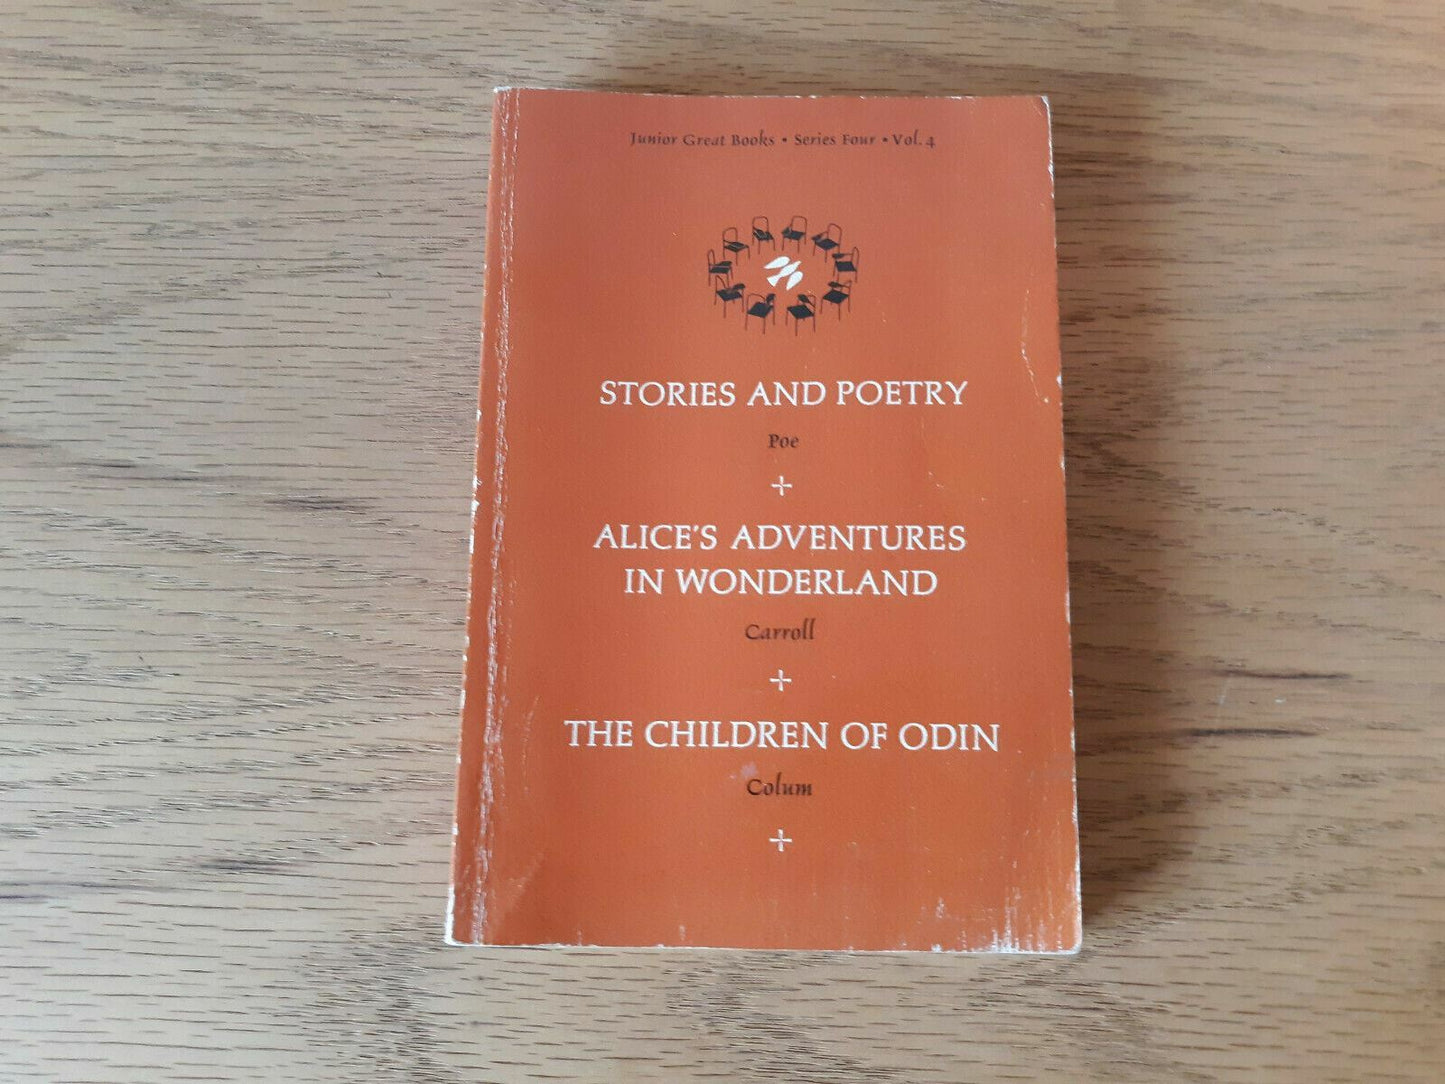 Junior Great Books • Series Four • Vol. 4
STORIES AND POETRY
Poe
+
ALICE'S ADVENTURES
IN WONDERLAND
Carroll
+
THE CHILDREN OF ODIN
Colum
+